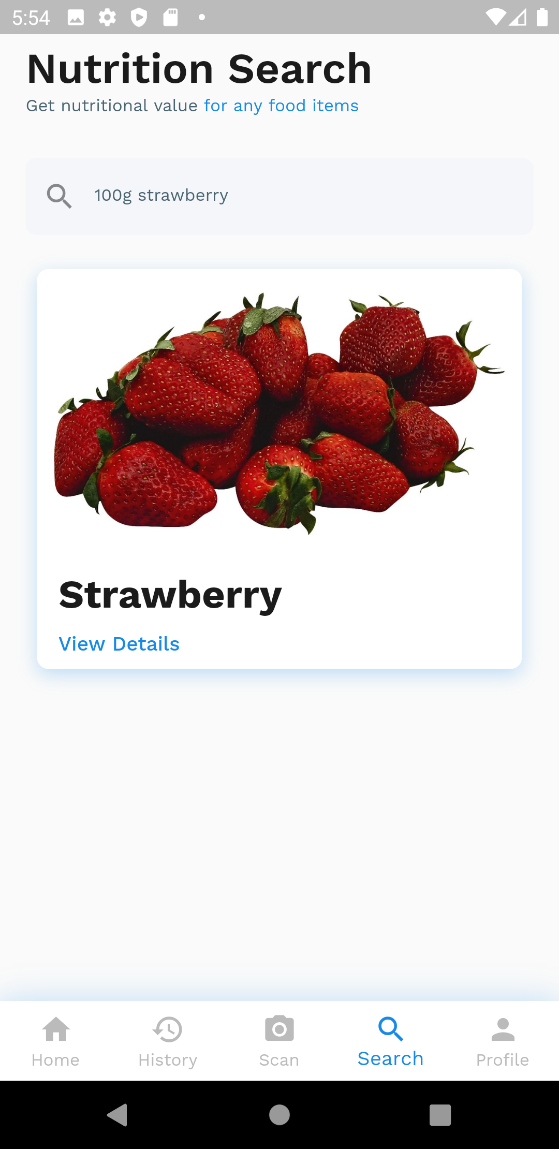 5:54
Nutrition Search
Get nutritional value for any food items
100g strawberry
Strawberry
View Details
Home History Scan Search Profile